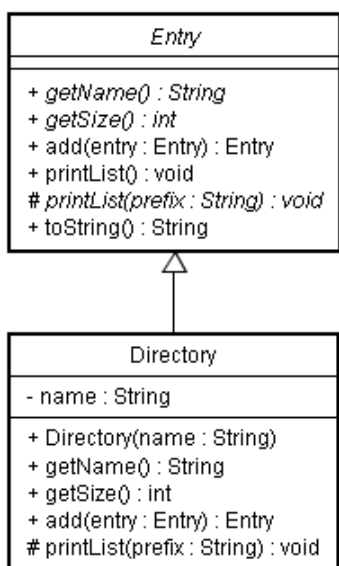 Entry
+ getName() : String
+ getSize() : int
+ add(entry : Entry) : Entry
+ printList() : void
# printList(prefix : String) : void
+ toString() : String
Directory
- name : String
+ Directory(name : String)
+ getName() : String
+ getSize() : int
+ add(entry : Entry) : Entry
# printList(prefix : String) : void